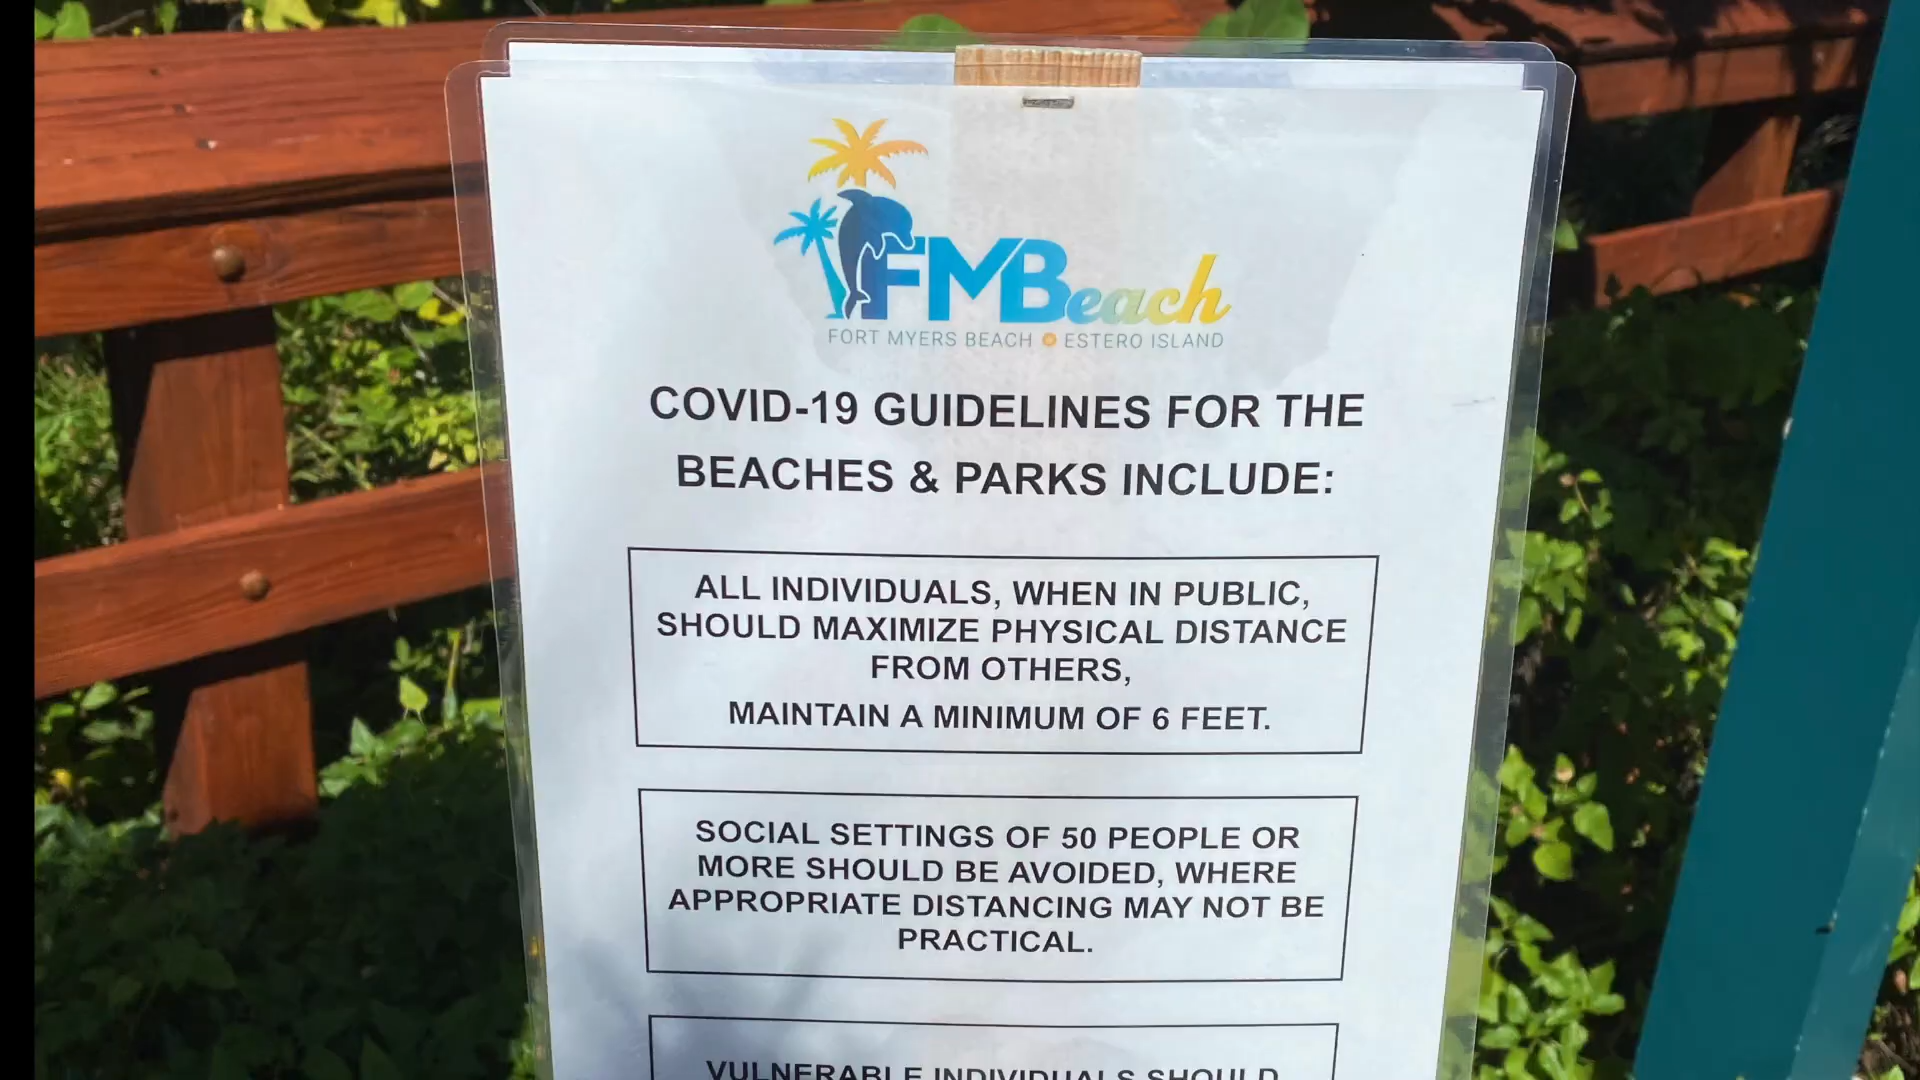 FMBeach
FORT MYERS BEACH ESTERO ISLAND
COVID-19 GUIDELINES FOR THE
BEACHES & PARKS INCLUDE:
ALL INDIVIDUALS, WHEN IN PUBLIC,
SHOULD MAXIMIZE PHYSICAL DISTANCE
FROM OTHERS,
MAINTAIN A MINIMUM OF 6 FEET.
SOCIAL SETTINGS OF 50 PEOPLE OR
MORE SHOULD BE AVOIDED, WHERE
APPROPRIATE DISTANCING MAY NOT BE
PRACTICAL.
VULNERABLE INDIVIDUALS SHOULD